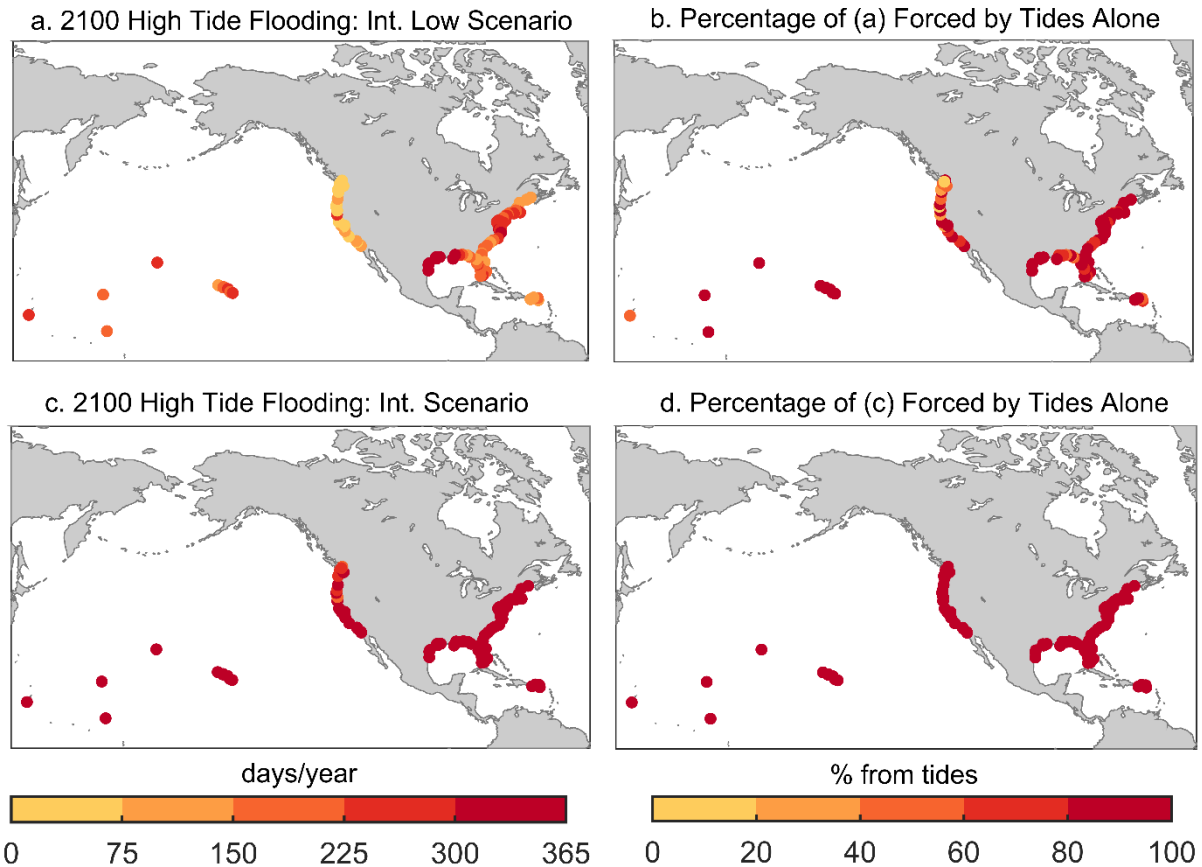 a. 2100 High Tide Flooding: Int. Low Scenario
b. Percentage of (a) Forced by Tides Alone
c. 2100 High Tide Flooding: Int. Scenario
d. Percentage of (c) Forced by Tides Alone
days/year
0 75 150 225 300 365
% from tides
0 20 40 60 80 100